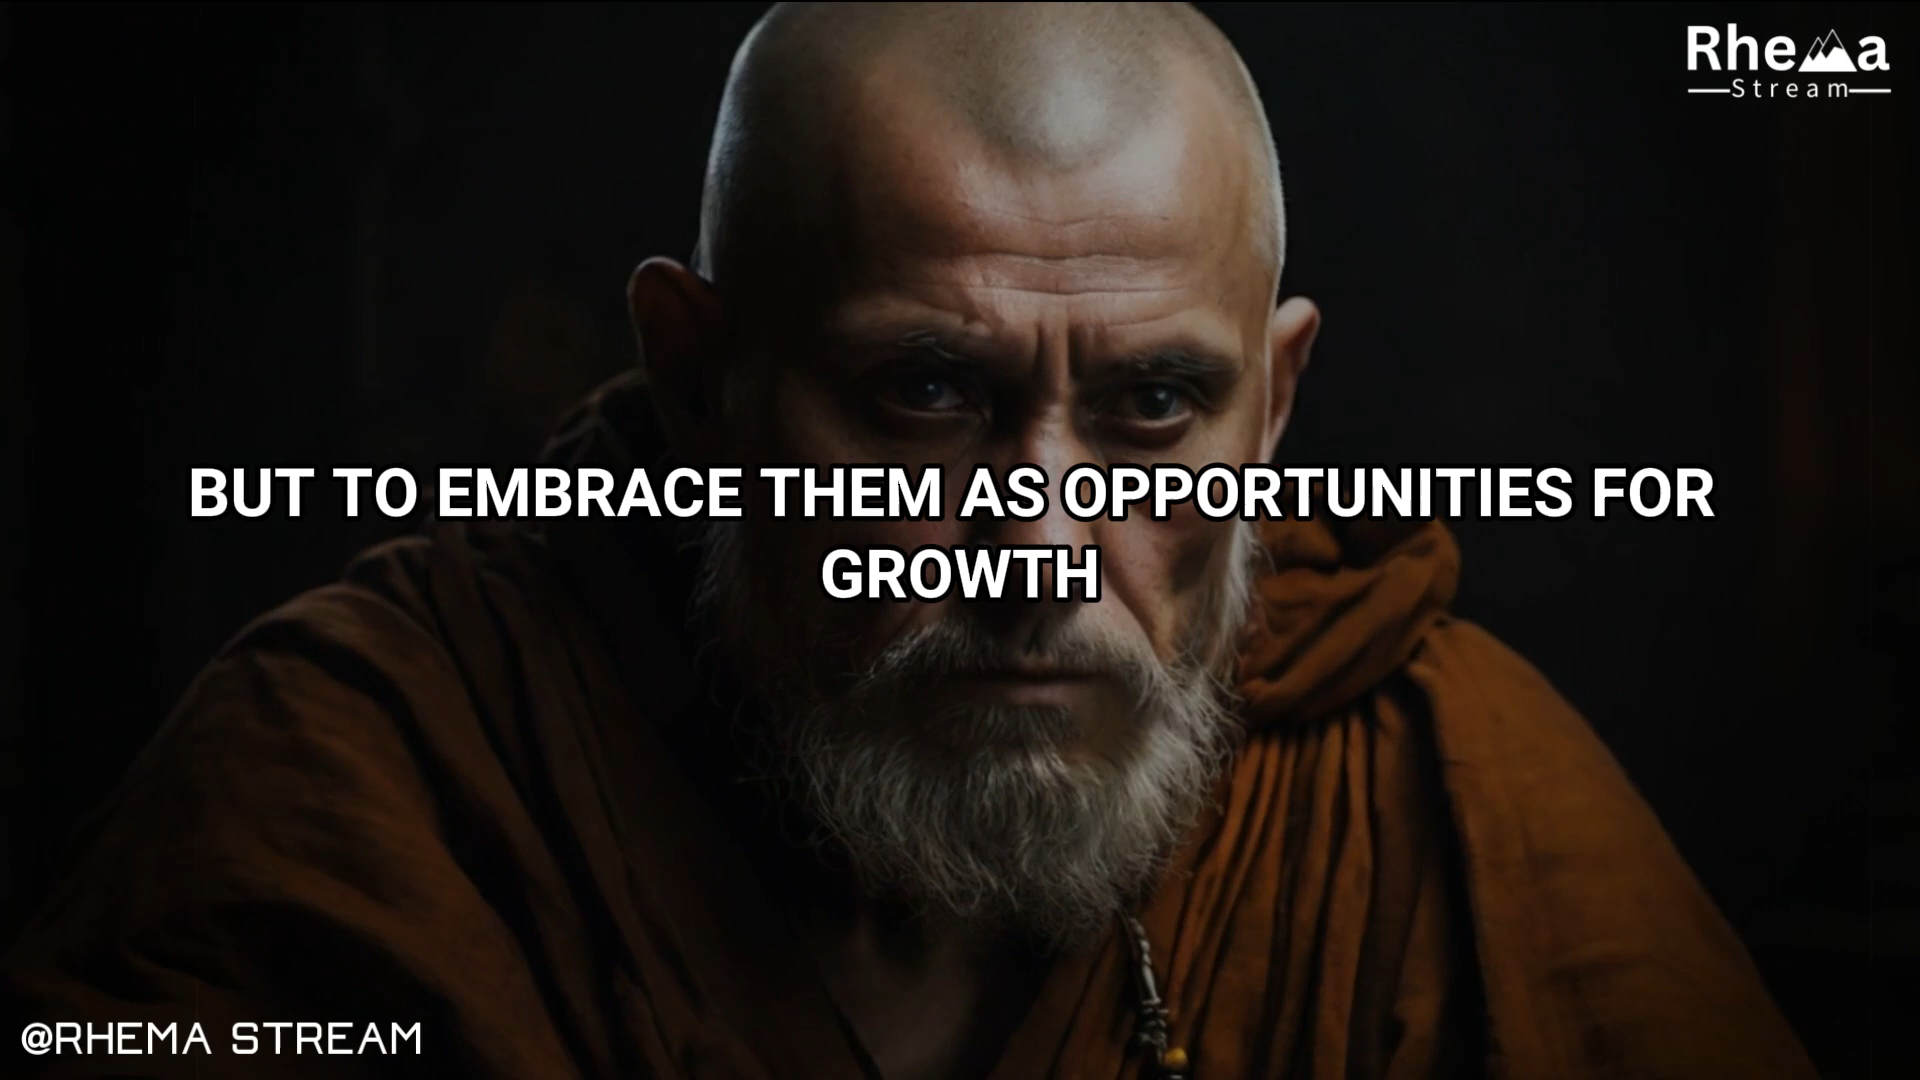 Rhema
Stream
BUT TO EMBRACE THEM AS OPPORTUNITIES FOR
GROWTH
@RHEMA STREAM